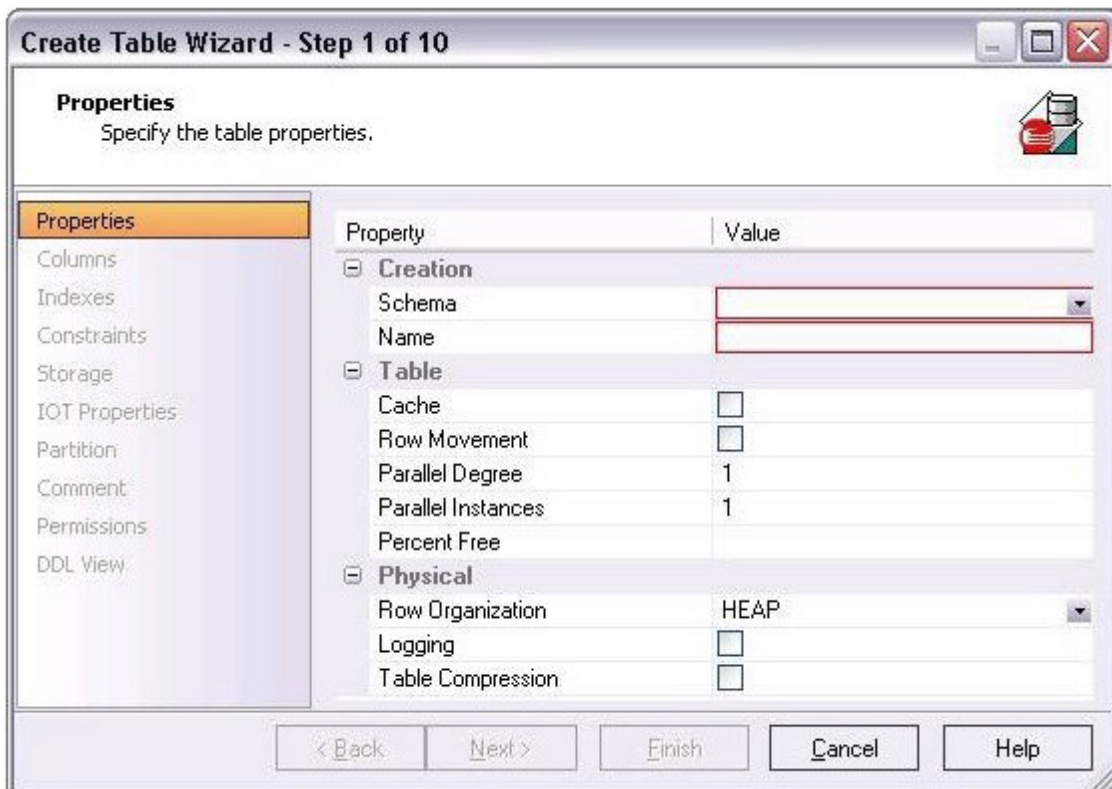 Create Table Wizard - Step 1 of 10
Properties
Specify the table properties.
Properties
Columns
Indexes
Constraints
Storage
IOT Properties
Partition
Comment
Permissions
DDL View
Property Value
Creation
Schema
Name
Table
Cache
Row Movement
Parallel Degree 1
Parallel Instances 1
Percent Free
Physical
Row Organization HEAP
Logging
Table Compression
< Back Next > Finish Cancel Help